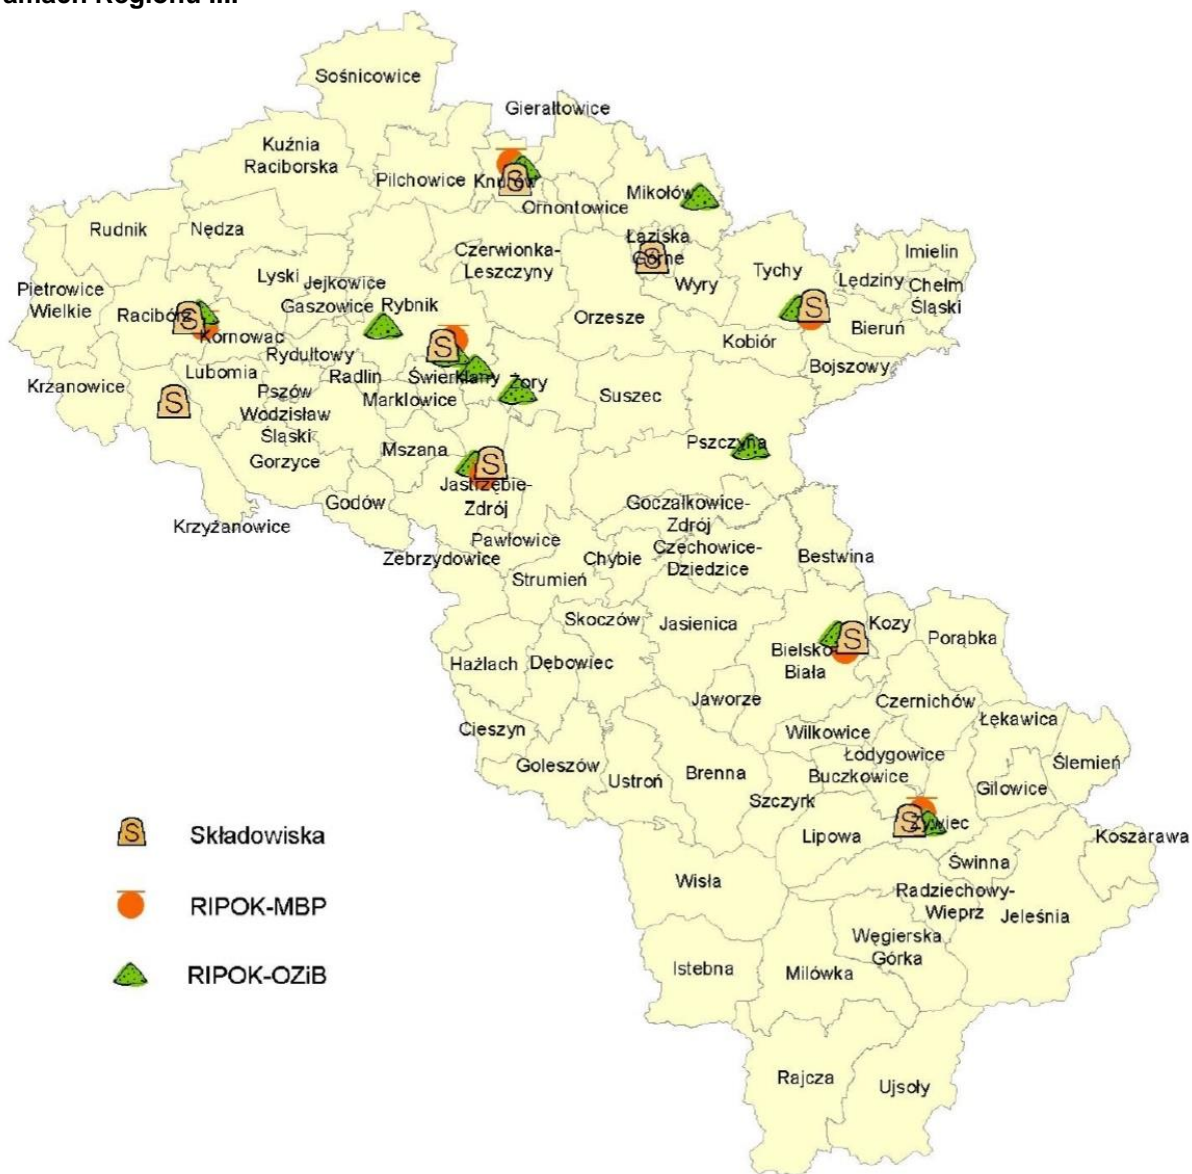 amach Regionu III.
Sośnicowice
Gierałtowice
Kuźnia
Raciborska
Pilchowice
Knurów
Mikołów
Ornontowice
Rudnik
Nędza
Łaziska
Górne
Czerwionka-
Leszczyny
Imielin
Tychy
Lędziny
Chełm
Śląski
Lyski
Jejkowice
Wyry
Pietrowice
Wielkie
Gaszowice
Rybnik
Racibórz
Orzesze
Bieruń
Kornowac
Kobiór
Rydułtowy
Bojszowy
Lubomia
Radlin
Świerklany
Żory
Krzanowice
Pszów
Marklowice
Suszec
Wodzisław
Śląski
Pszczyna
Mszana
Gorzyce
Jastrzębie-
Zdrój
Godów
Goczałkowice-
Zdrój
Krzyżanowice
Pawłowice
Zebrzydowice
Chybie
Czechowice-
Dziedzice
Bestwina
Strumień
Skoczów
Jasienica
Kozy
Porąbka
Bielsko-
Biała
Hażlach
Dębowiec
Jaworze
Czernichów
Łękawica
Cieszyn
Wilkowice
Łodygowice
Ślemień
Goleszów
Ustroń
Brenna
Buczkowice
Gilowice
Szczyrk
Żywiec
Lipowa
Koszarawa
Świnna
Wisła
Radziechowy-
Wieprz
Jeleśnia
Węgierska
Górka
Istebna
Milówka
Rajcza
Ujsoły
S
S
S
S
S
S
S
S
S
S Składowiska
RIPOK-MBP
RIPOK-OZiB